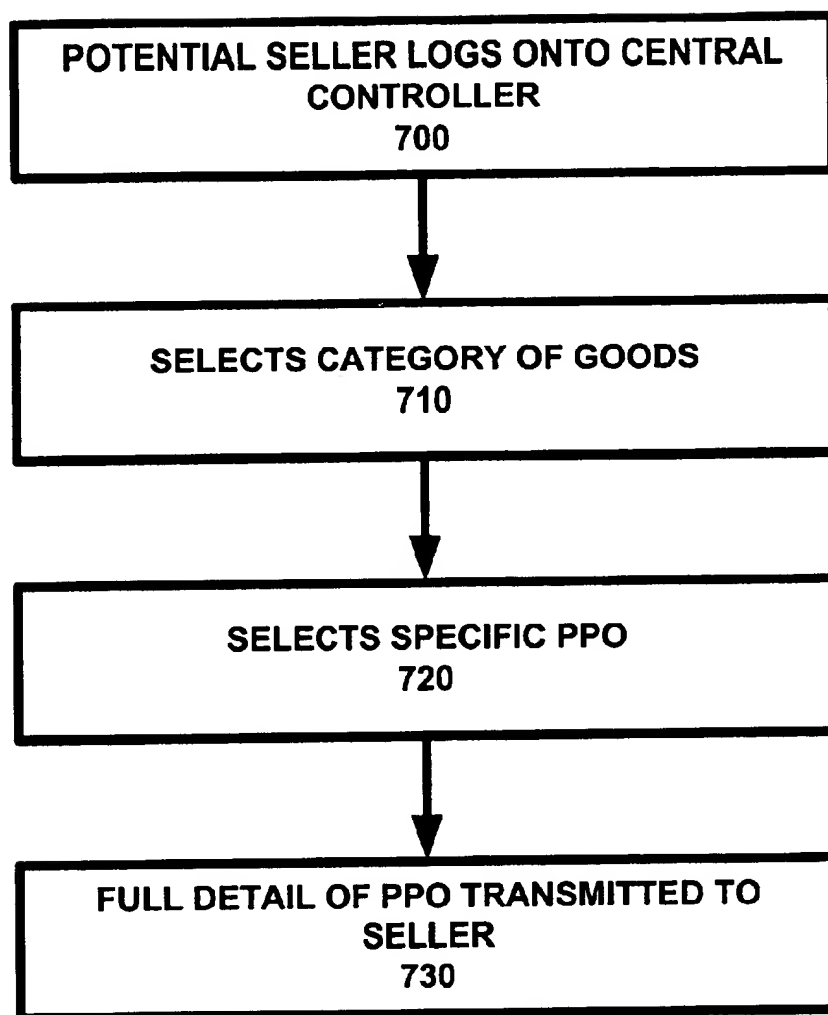 POTENTIAL SELLER LOGS ONTO CENTRAL
CONTROLLER
700
SELECTS CATEGORY OF GOODS
710
SELECTS SPECIFIC PPO
720
FULL DETAIL OF PPO TRANSMITTED TO
SELLER
730